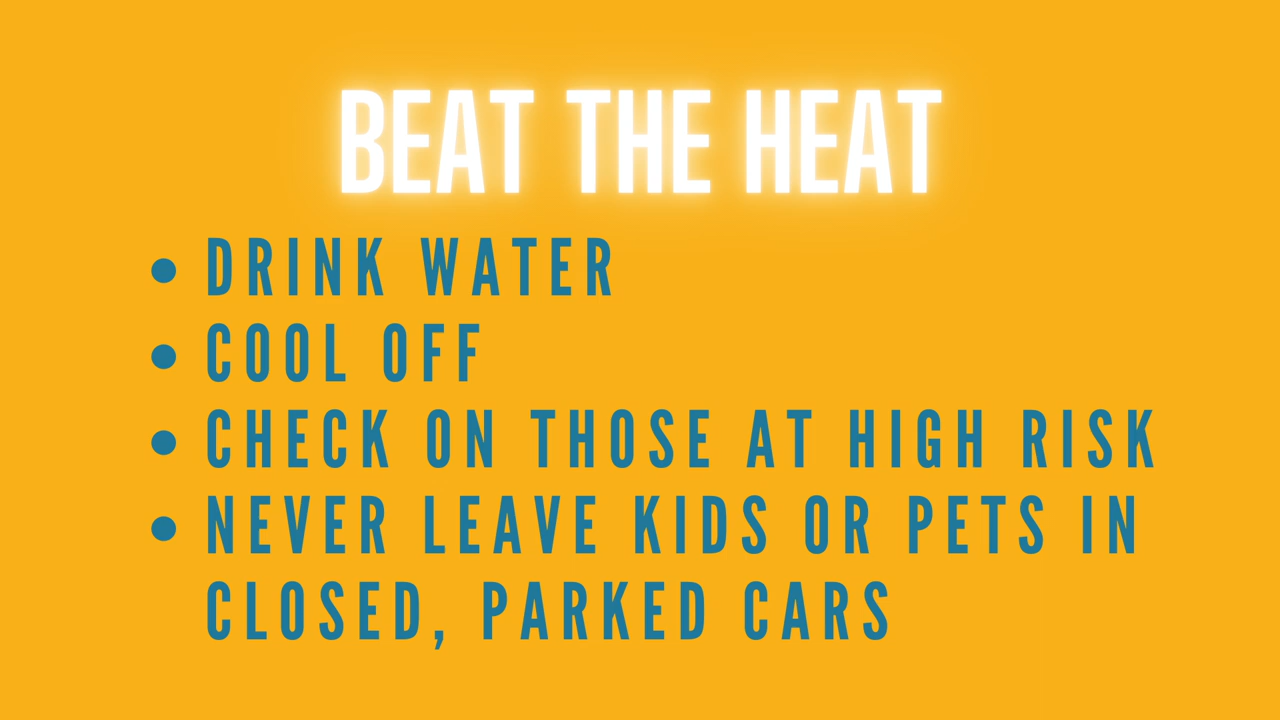 BEAT THE HEAT
• DRINK WATER
• COOL OFF
• CHECK ON THOSE AT HIGH RISK
• NEVER LEAVE KIDS OR PETS IN
CLOSED, PARKED CARS